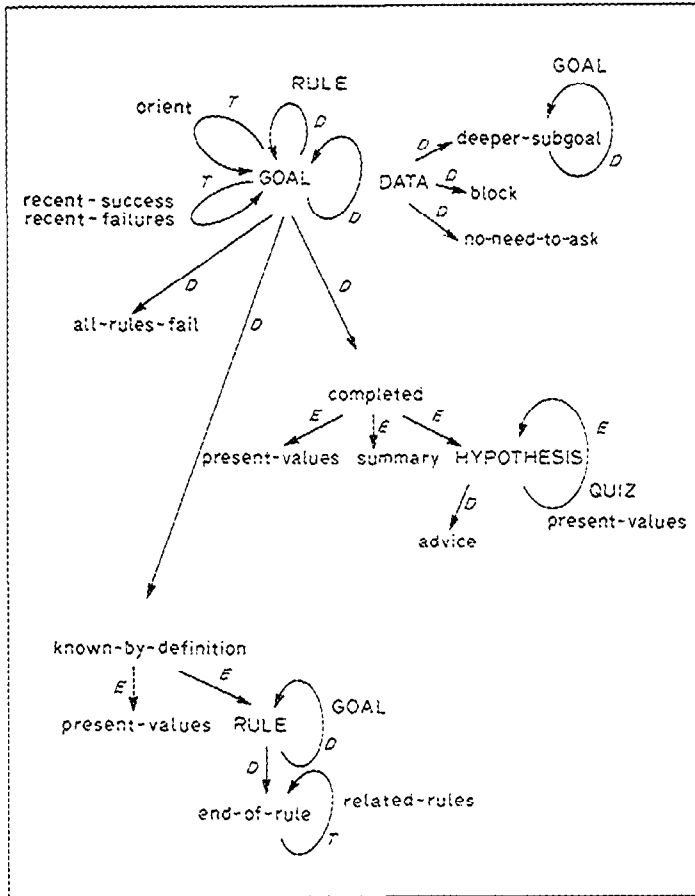 GOAL
RULE
orient
T
D
deeper-subgoal
D
D
T
GOAL
D
DATA
D
block
recent-success
recent-failures
D
D
no-need-to-ask
D
D
D
all-rules-fail
completed
E
E
E
E
present-values
summary
HYPOTHESIS
QUIZ
D
present-values
advice
known-by-definition
E
E
GOAL
present-values
RULE
D
D
related-rules
end-of-rule
T